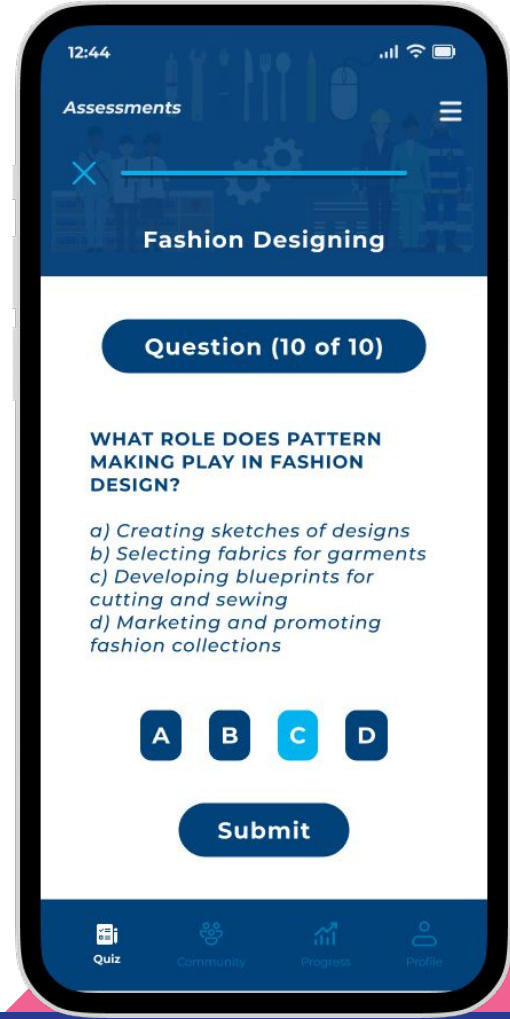 12:44
Assessments
Fashion Designing
Question (10 of 10)
WHAT ROLE DOES PATTERN
MAKING PLAY IN FASHION
DESIGN?
a) Creating sketches of designs
b) Selecting fabrics for garments
c) Developing blueprints for
cutting and sewing
d) Marketing and promoting
fashion collections
A B C D
Submit
Quiz Community Progress Profile